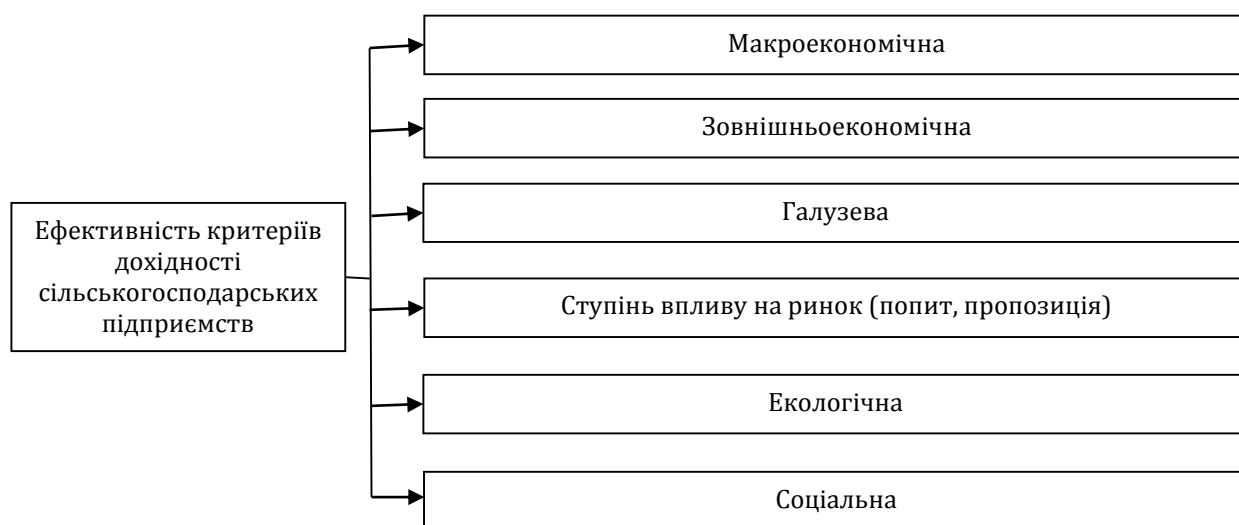 Макроекономічна
Зовнішньоекономічна
Галузева
Ефективність критеріїв
дохідності
сільськогосподарських
підприємств
Ступінь впливу на ринок (попит, пропозиція)
Екологічна
Соціальна